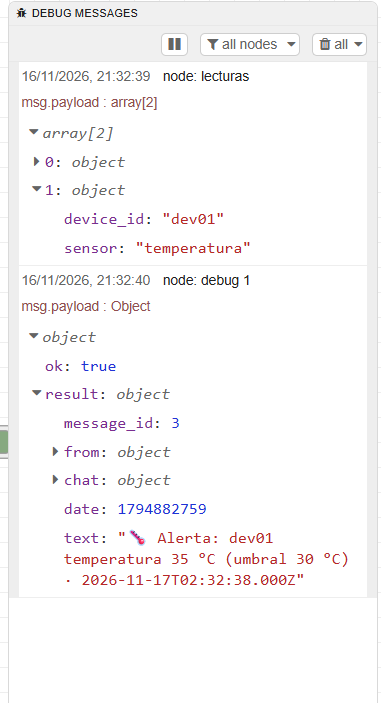 DEBUG MESSAGES
all nodes all
16/11/2026, 21:32:39 node: lecturas
msg.payload : array[2]
array[2]
0: object
1: object
device_id: "dev01"
sensor: "temperatura"
16/11/2026, 21:32:40 node: debug 1
msg.payload : Object
object
ok: true
result: object
message_id: 3
from: object
chat: object
date: 1794882759
text: "🌡️ Alerta: dev01
temperatura 35 °C (umbral 30 °C)
· 2026-11-17T02:32:38.000Z"